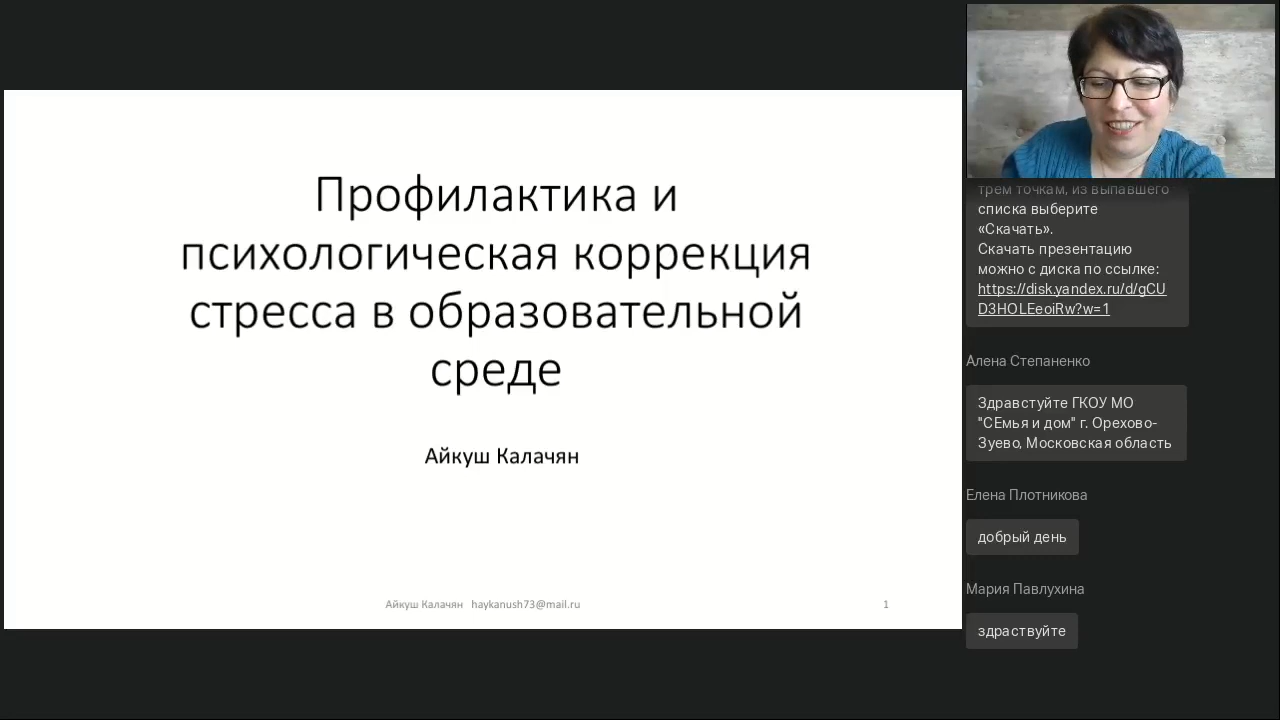 Профилактика и
психологическая коррекция
стресса в образовательной
среде
Айкуш Калачян
Айкуш Калачян haykanush73@mail.ru
1
трем точкам, из выпавшего
списка выберите
«Скачать».
Скачать презентацию
можно с диска по ссылке:
https://disk.yandex.ru/d/gCU
D3HOLEeoiRw?w=1
Алена Степаненко
Здравстуйте ГКОУ МО
"СЕмья и дом" г. Орехово-
Зуево, Московская область
Елена Плотникова
добрый день
Мария Павлухина
здраствуйте